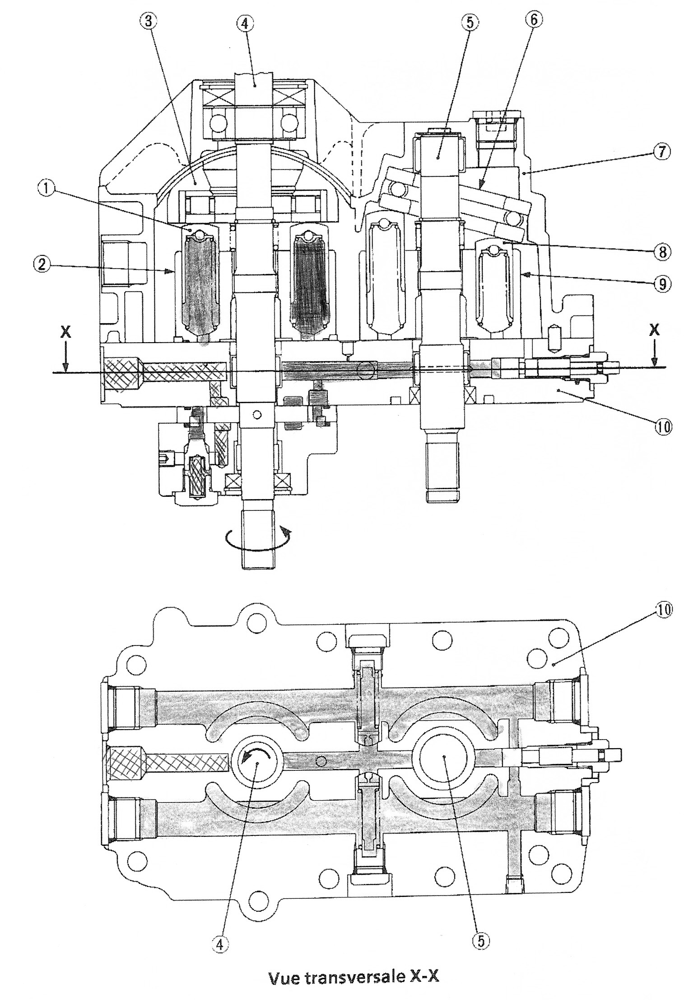 ③ ④ ⑤ ⑥
⑦
①
⑧
②
⑨
X X
⑩
⑩
④ ⑤
Vue transversale X-X